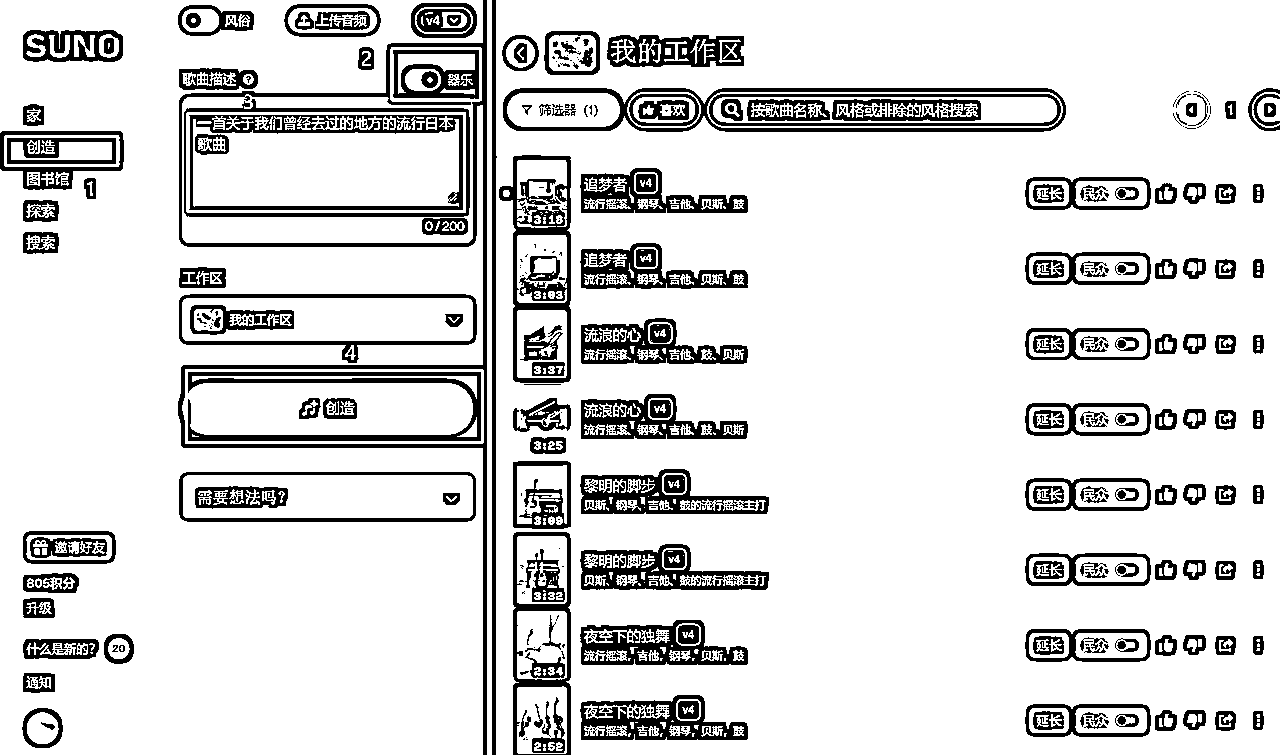 SUNO
家
创造
图书馆
1
探索
搜索
邀请好友
805积分
升级
什么是新的? 20
通知
风俗 上传音频 v4
2
歌曲描述 器乐
3
一首关于我们曾经去过的地方的流行日本
歌曲
0/200
工作区
我的工作区
4
创造
需要想法吗?
我的工作区
筛选器 (1) 喜欢 按歌曲名称、风格或排除的风格搜索 1
追梦者 v4
流行摇滚、钢琴、吉他、贝斯、鼓
3:18
延长 民众
追梦者 v4
流行摇滚、钢琴、吉他、贝斯、鼓
3:03
延长 民众
流浪的心 v4
流行摇滚、钢琴、吉他、鼓、贝斯
3:37
延长 民众
流浪的心 v4
流行摇滚、钢琴、吉他、鼓、贝斯
3:25
延长 民众
黎明的脚步 v4
贝斯、钢琴、吉他、鼓的流行摇滚主打
3:09
延长 民众
黎明的脚步 v4
贝斯、钢琴、吉他、鼓的流行摇滚主打
3:32
延长 民众
夜空下的独舞 v4
流行摇滚,吉他,钢琴、贝斯,鼓
2:34
延长 民众
夜空下的独舞 v4
流行摇滚,吉他,钢琴、贝斯、鼓
2:52
延长 民众